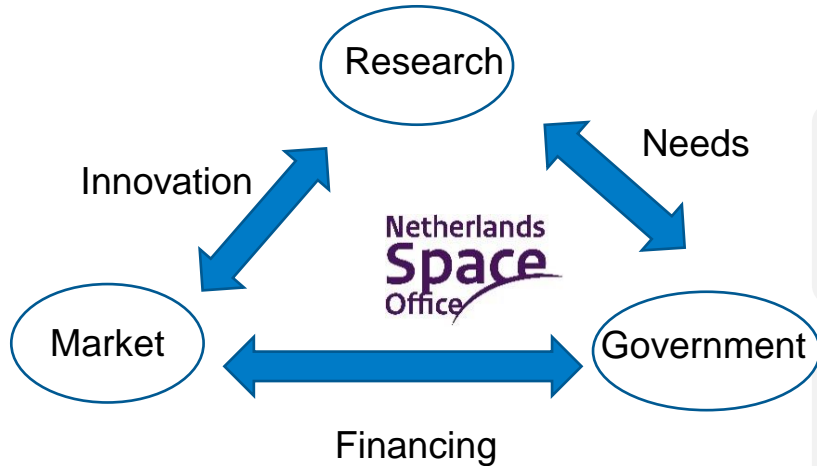 Research
Needs
Innovation
Netherlands
Space
Office
Market
Government
Financing